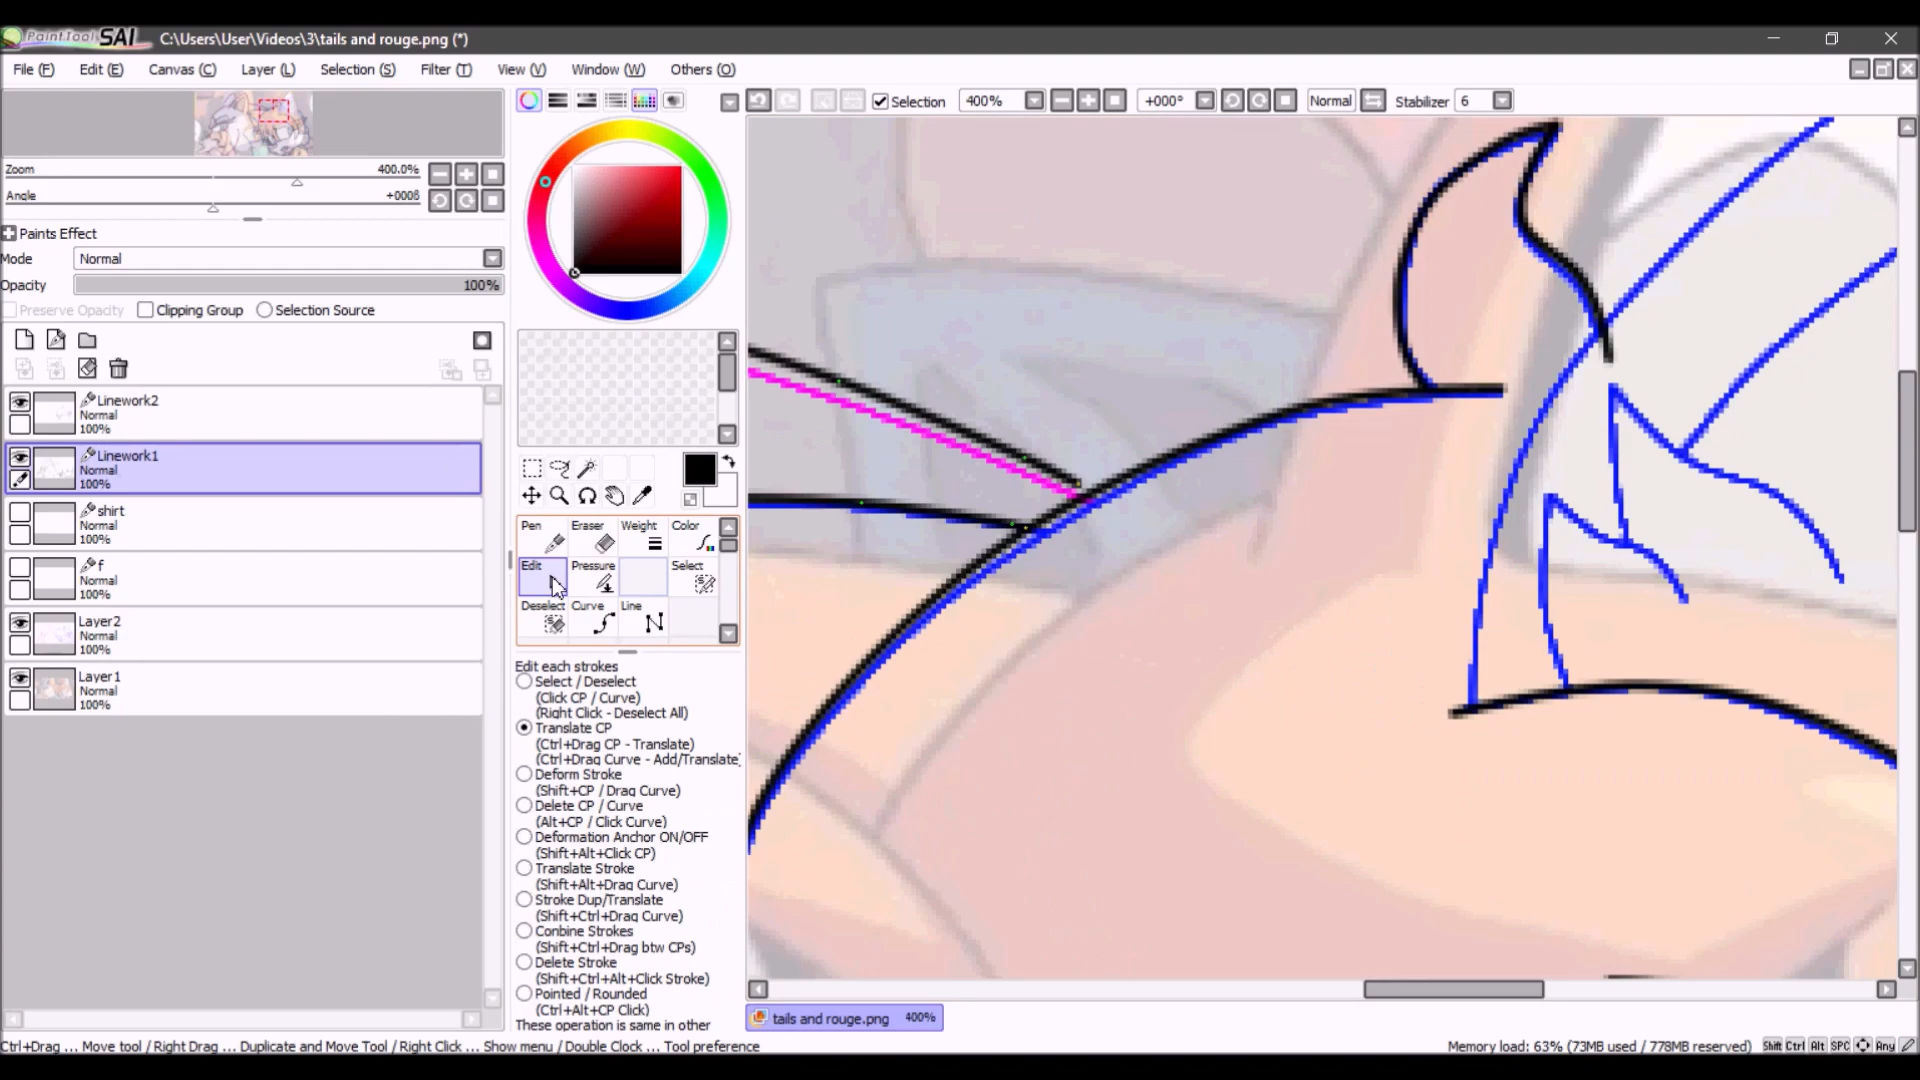 PaintTool SAI C:\Users\User\Videos\3\tails and rouge.png (*)
File (F) Edit (E) Canvas (C) Layer (L) Selection (S) Filter (T) View (V) Window (W) Others (O)
Selection 400% +000° Normal Stabilizer 6
Zoom 400.0%
Angle +000δ
Paints Effect
Mode Normal
Opacity 100%
Preserve Opacity Clipping Group Selection Source
Linework2
Normal
100%
Linework1
Normal
100%
shirt
Normal
100%
f
Normal
100%
Layer2
Normal
100%
Layer1
Normal
100%
Pen Eraser Weight Color
Edit Pressure Select
Deselect Curve Line
Edit each strokes
Select / Deselect
(Click CP / Curve)
(Right Click - Deselect All)
Translate CP
(Ctrl+Drag CP - Translate)
(Ctrl+Drag Curve - Add/Translate)
Deform Stroke
(Shift+CP / Drag Curve)
Delete CP / Curve
(Alt+CP / Click Curve)
Deformation Anchor ON/OFF
(Shift+Alt+Click CP)
Translate Stroke
(Shift+Alt+Drag Curve)
Stroke Dup/Translate
(Shift+Ctrl+Drag Curve)
Conbine Strokes
(Shift+Ctrl+Drag btw CPs)
Delete Stroke
(Shift+Ctrl+Alt+Click Stroke)
Pointed / Rounded
(Ctrl+Alt+CP Click)
These operation is same in other
tails and rouge.png 400%
Ctrl+Drag ... Move tool / Right Drag ... Duplicate and Move Tool / Right Click ... Show menu / Double Clock ... Tool preference
Memory load: 63% (73MB used / 778MB reserved) Shift Ctrl Alt SPC Any